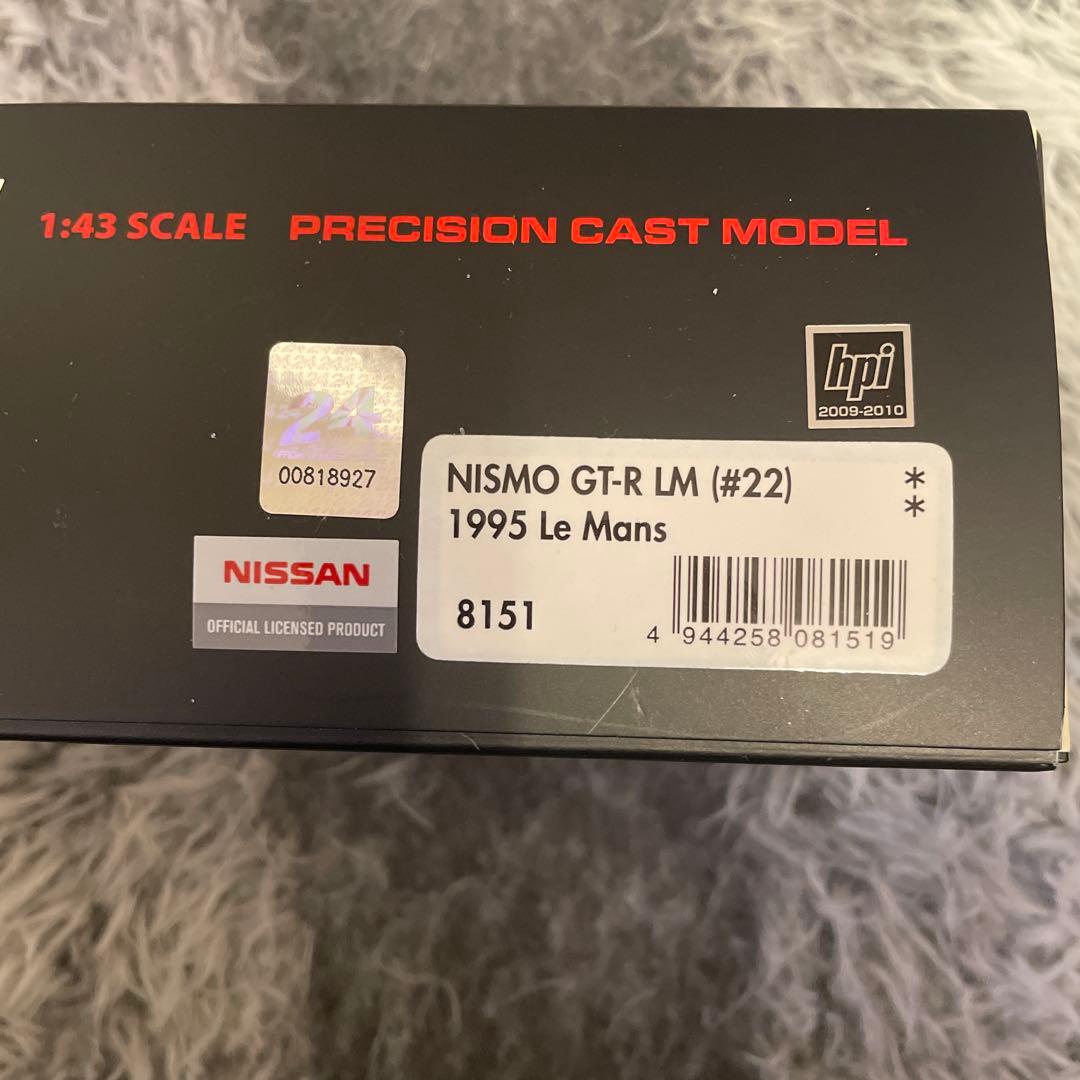 1:43 SCALE PRECISION CAST MODEL
hpi
2009-2010
24
00818927
NISMO GT-R LM (#22)
1995 Le Mans
**
8151
4 944258 081519
NISSAN
OFFICIAL LICENSED PRODUCT